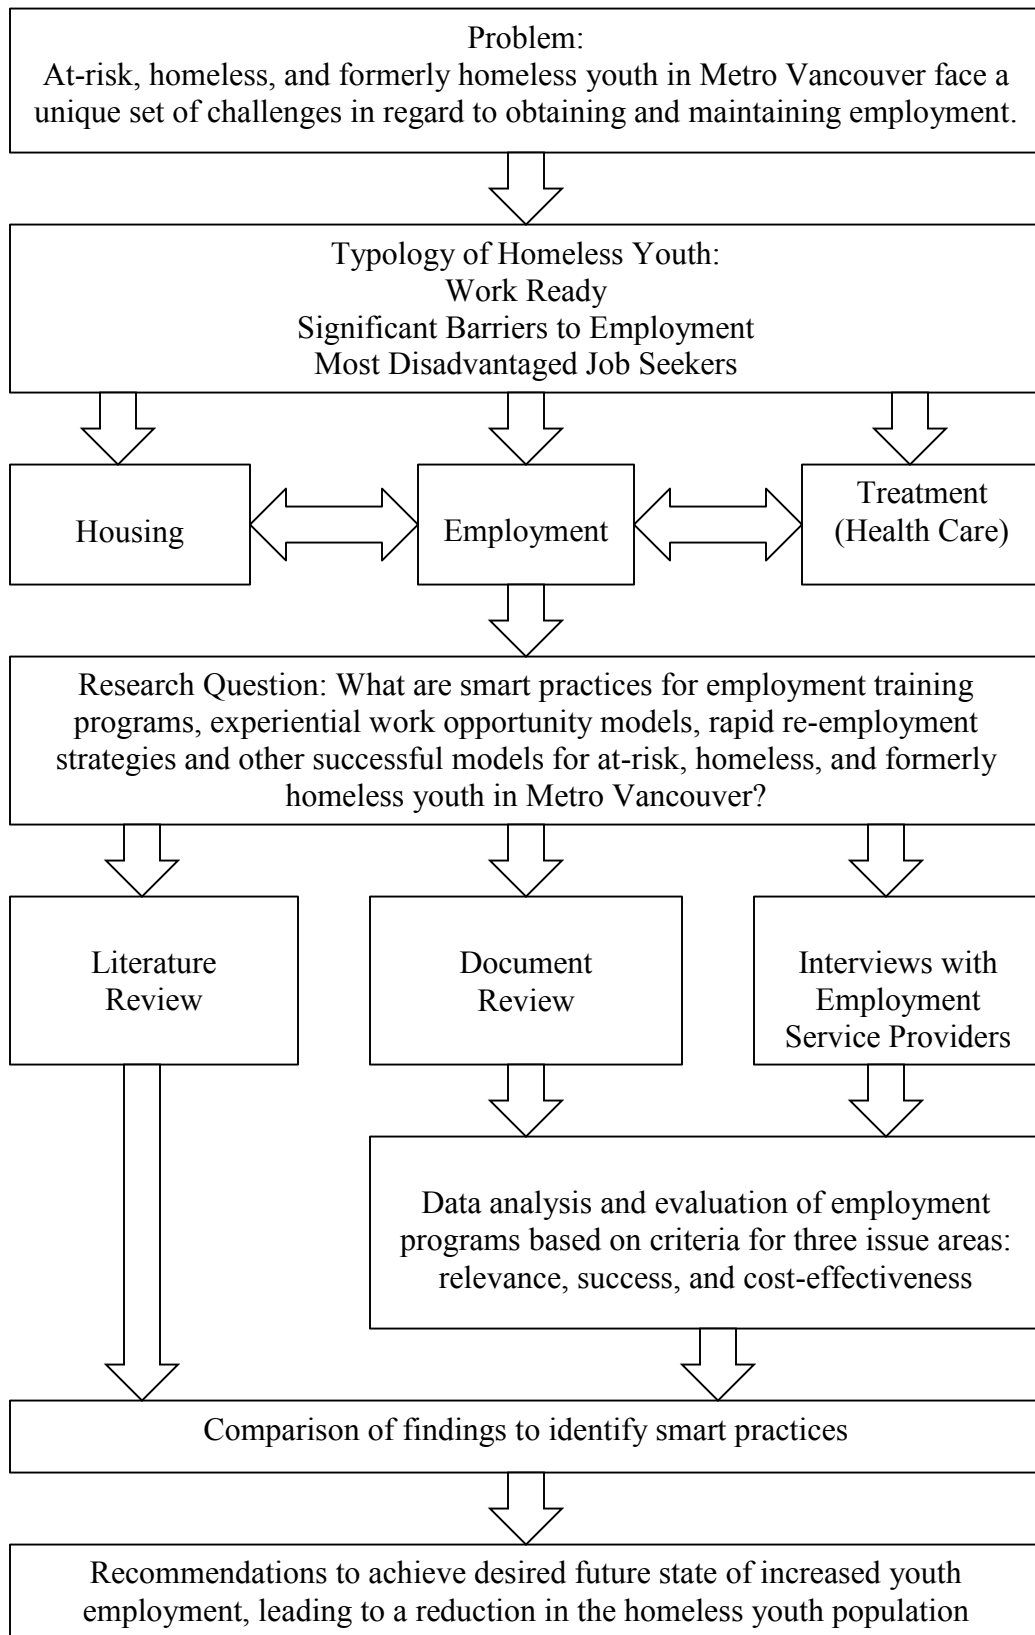 Problem:
At-risk, homeless, and formerly homeless youth in Metro Vancouver face a
unique set of challenges in regard to obtaining and maintaining employment.
Typology of Homeless Youth:
Work Ready
Significant Barriers to Employment
Most Disadvantaged Job Seekers
Housing
Employment
Treatment
(Health Care)
Research Question: What are smart practices for employment training
programs, experiential work opportunity models, rapid re-employment
strategies and other successful models for at-risk, homeless, and formerly
homeless youth in Metro Vancouver?
Literature
Review
Document
Review
Interviews with
Employment
Service Providers
Data analysis and evaluation of employment
programs based on criteria for three issue areas:
relevance, success, and cost-effectiveness
Comparison of findings to identify smart practices
Recommendations to achieve desired future state of increased youth
employment, leading to a reduction in the homeless youth population